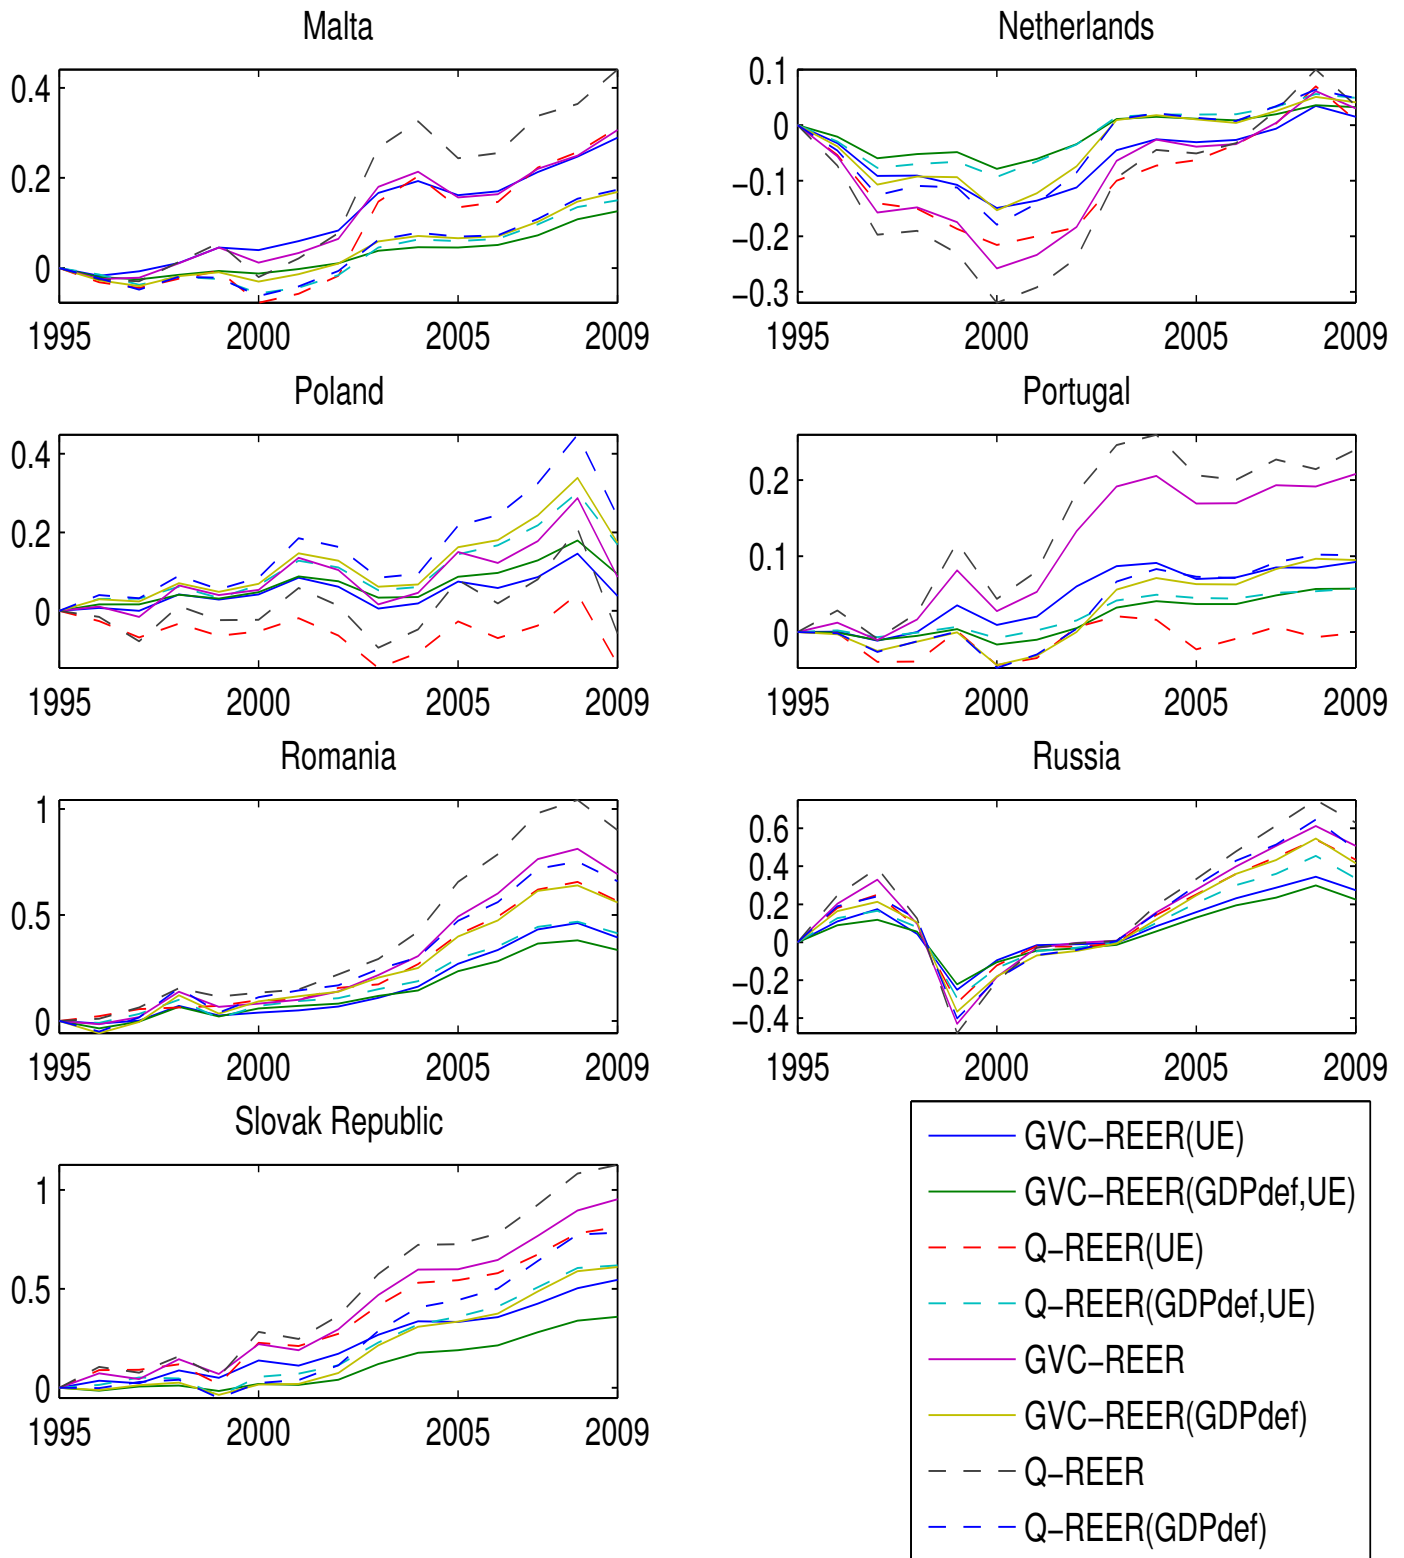 Malta
Netherlands
0.4
0.2
0
1995 2000 2005 2009
0.1
0
−0.1
−0.2
−0.3
1995 2000 2005 2009
Poland
Portugal
0.4
0.2
0
1995 2000 2005 2009
0.2
0.1
0
1995 2000 2005 2009
Romania
Russia
1
0.5
0
1995 2000 2005 2009
0.6
0.4
0.2
0
−0.2
−0.4
1995 2000 2005 2009
Slovak Republic
1
0.5
0
1995 2000 2005 2009
GVC−REER(UE)
GVC−REER(GDPdef,UE)
Q−REER(UE)
Q−REER(GDPdef,UE)
GVC−REER
GVC−REER(GDPdef)
Q−REER
Q−REER(GDPdef)